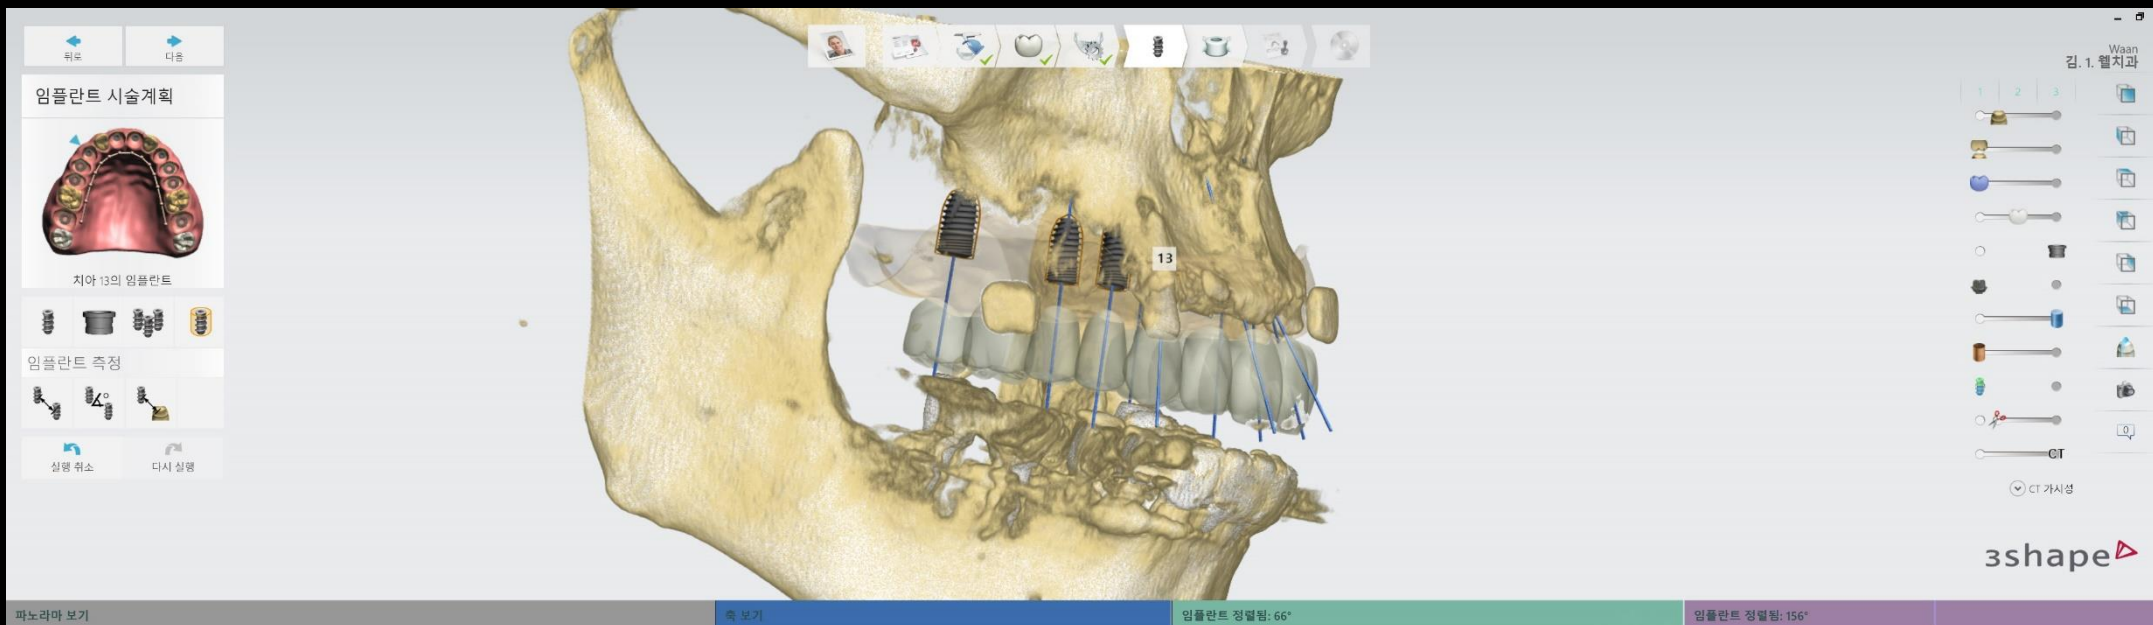 뒤로
다음
임플란트 시술계획
치아 13의 임플란트
임플란트 측정
실행 취소
다시 실행
13
Waan
김. 1. 웰치과
1 2 3
0
CT
CT 가시성
3shape
파노라마 보기
축 보기
임플란트 정렬됨: 66°
임플란트 정렬됨: 156°